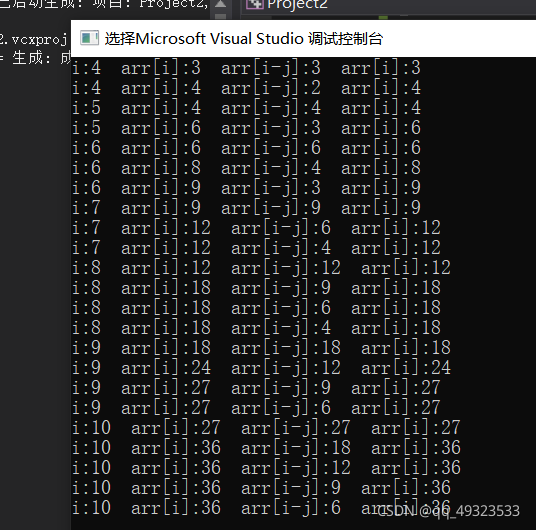 已启动生成: 项目: Project2,
Project2
2.vcxproj
选择Microsoft Visual Studio 调试控制台
= 生成: 成
i:4  arr[i]:3  arr[i-j]:3  arr[i]:3
i:4  arr[i]:4  arr[i-j]:2  arr[i]:4
i:5  arr[i]:4  arr[i-j]:4  arr[i]:4
i:5  arr[i]:6  arr[i-j]:3  arr[i]:6
i:6  arr[i]:6  arr[i-j]:6  arr[i]:6
i:6  arr[i]:8  arr[i-j]:4  arr[i]:8
i:6  arr[i]:9  arr[i-j]:3  arr[i]:9
i:7  arr[i]:9  arr[i-j]:9  arr[i]:9
i:7  arr[i]:12  arr[i-j]:6  arr[i]:12
i:7  arr[i]:12  arr[i-j]:4  arr[i]:12
i:8  arr[i]:12  arr[i-j]:12  arr[i]:12
i:8  arr[i]:18  arr[i-j]:9  arr[i]:18
i:8  arr[i]:18  arr[i-j]:6  arr[i]:18
i:8  arr[i]:18  arr[i-j]:4  arr[i]:18
i:9  arr[i]:18  arr[i-j]:18  arr[i]:18
i:9  arr[i]:24  arr[i-j]:12  arr[i]:24
i:9  arr[i]:27  arr[i-j]:9  arr[i]:27
i:9  arr[i]:27  arr[i-j]:6  arr[i]:27
i:10  arr[i]:27  arr[i-j]:27  arr[i]:27
i:10  arr[i]:36  arr[i-j]:18  arr[i]:36
i:10  arr[i]:36  arr[i-j]:12  arr[i]:36
i:10  arr[i]:36  arr[i-j]:9  arr[i]:36
i:10  arr[i]:36  arr[i-j]:6  arr[i]:36
CSDN @qq_49323533